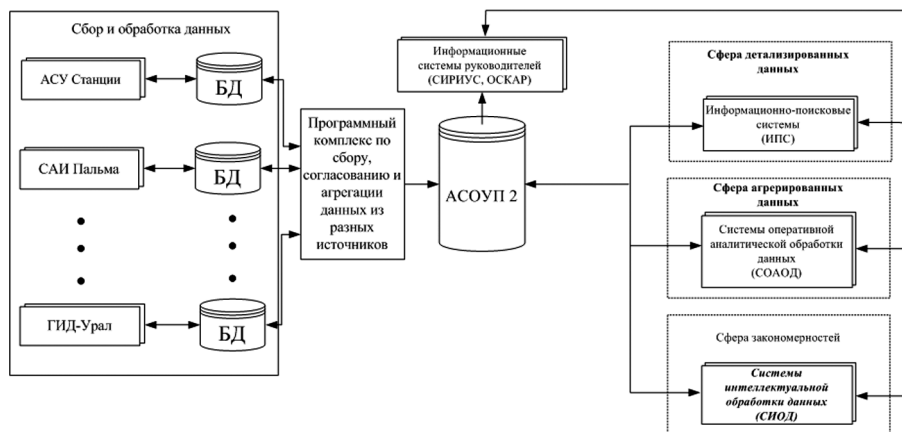 Сбор и обработка данных
АСУ Станции
БД
САИ Пальма
БД
ГИД-Урал
БД
Программный
комплекс по
сбору,
согласованию и
агрегации
данных из
разных
источников
АСОУП 2
Информационные
системы руководителей
(СИРИУС, ОСКАР)
Сфера детализированных
данных
Информационно-поисковые
системы
(ИПС)
Сфера агрерированных
данных
Системы оперативной
аналитической обработки
данных
(СОАОД)
Сфера закономерностей
Системы
интеллектуальной
обработки данных
(СИОД)